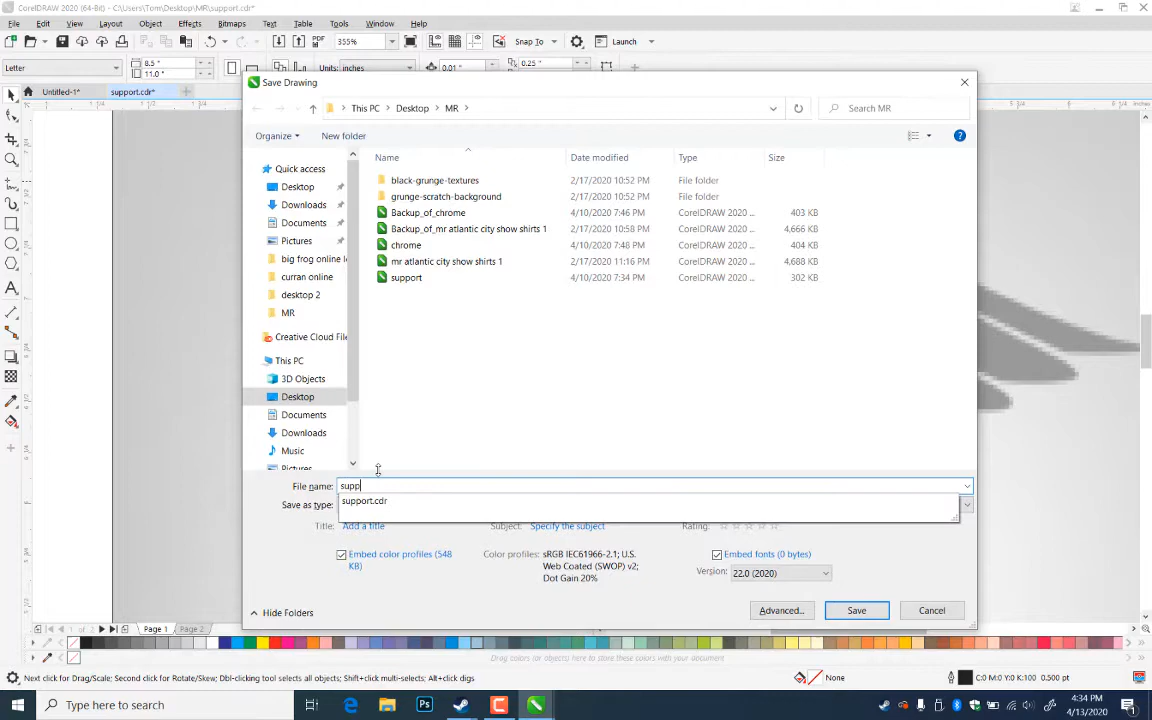 CorelDRAW 2020 (64-Bit) - C:\Users\Tom\Desktop\MR\support.cdr*
File Edit View Layout Object Effects Bitmaps Text Table Tools Window Help
PDF 355% Snap To Launch
Letter 8.5" 11.0" Units: inches 0.01" 0.25"
Untitled-1* support.cdr*
Save Drawing
This PC Desktop MR Search MR
Organize New folder
Name Date modified Type Size
Quick access
Desktop
Downloads
Documents
Pictures
big frog online l
curran online
desktop 2
MR
Creative Cloud Fil
This PC
3D Objects
Desktop
Documents
Downloads
Music
Pictures
black-grunge-textures 2/17/2020 10:52 PM File folder
grunge-scratch-background 2/17/2020 10:52 PM File folder
Backup_of_chrome 4/10/2020 7:46 PM CorelDRAW 2020 ... 403 KB
Backup_of_mr atlantic city show shirts 1 2/17/2020 10:58 PM CorelDRAW 2020 ... 4,666 KB
chrome 4/10/2020 7:48 PM CorelDRAW 2020 ... 404 KB
mr atlantic city show shirts 1 2/17/2020 11:16 PM CorelDRAW 2020 ... 4,688 KB
support 4/10/2020 7:34 PM CorelDRAW 2020 ... 302 KB
File name: supp
support.cdr
Save as type:
Title: Add a title Subject: Specify the subject Rating:
Embed color profiles (548 KB)
Color profiles: sRGB IEC61966-2.1; U.S. Web Coated (SWOP) v2; Dot Gain 20%
Embed fonts (0 bytes)
Version: 22.0 (2020)
Hide Folders Advanced... Save Cancel
1 of 2 Page 1 Page 2
Drag colors (or objects) here to store these colors with your document
Next click for Drag/Scale; Second click for Rotate/Skew; Dbl-clicking tool selects all objects; Shift+click multi-selects; Alt+click digs None C:0 M:0 Y:0 K:100 0.500 pt
Type here to search
4:34 PM
4/13/2020